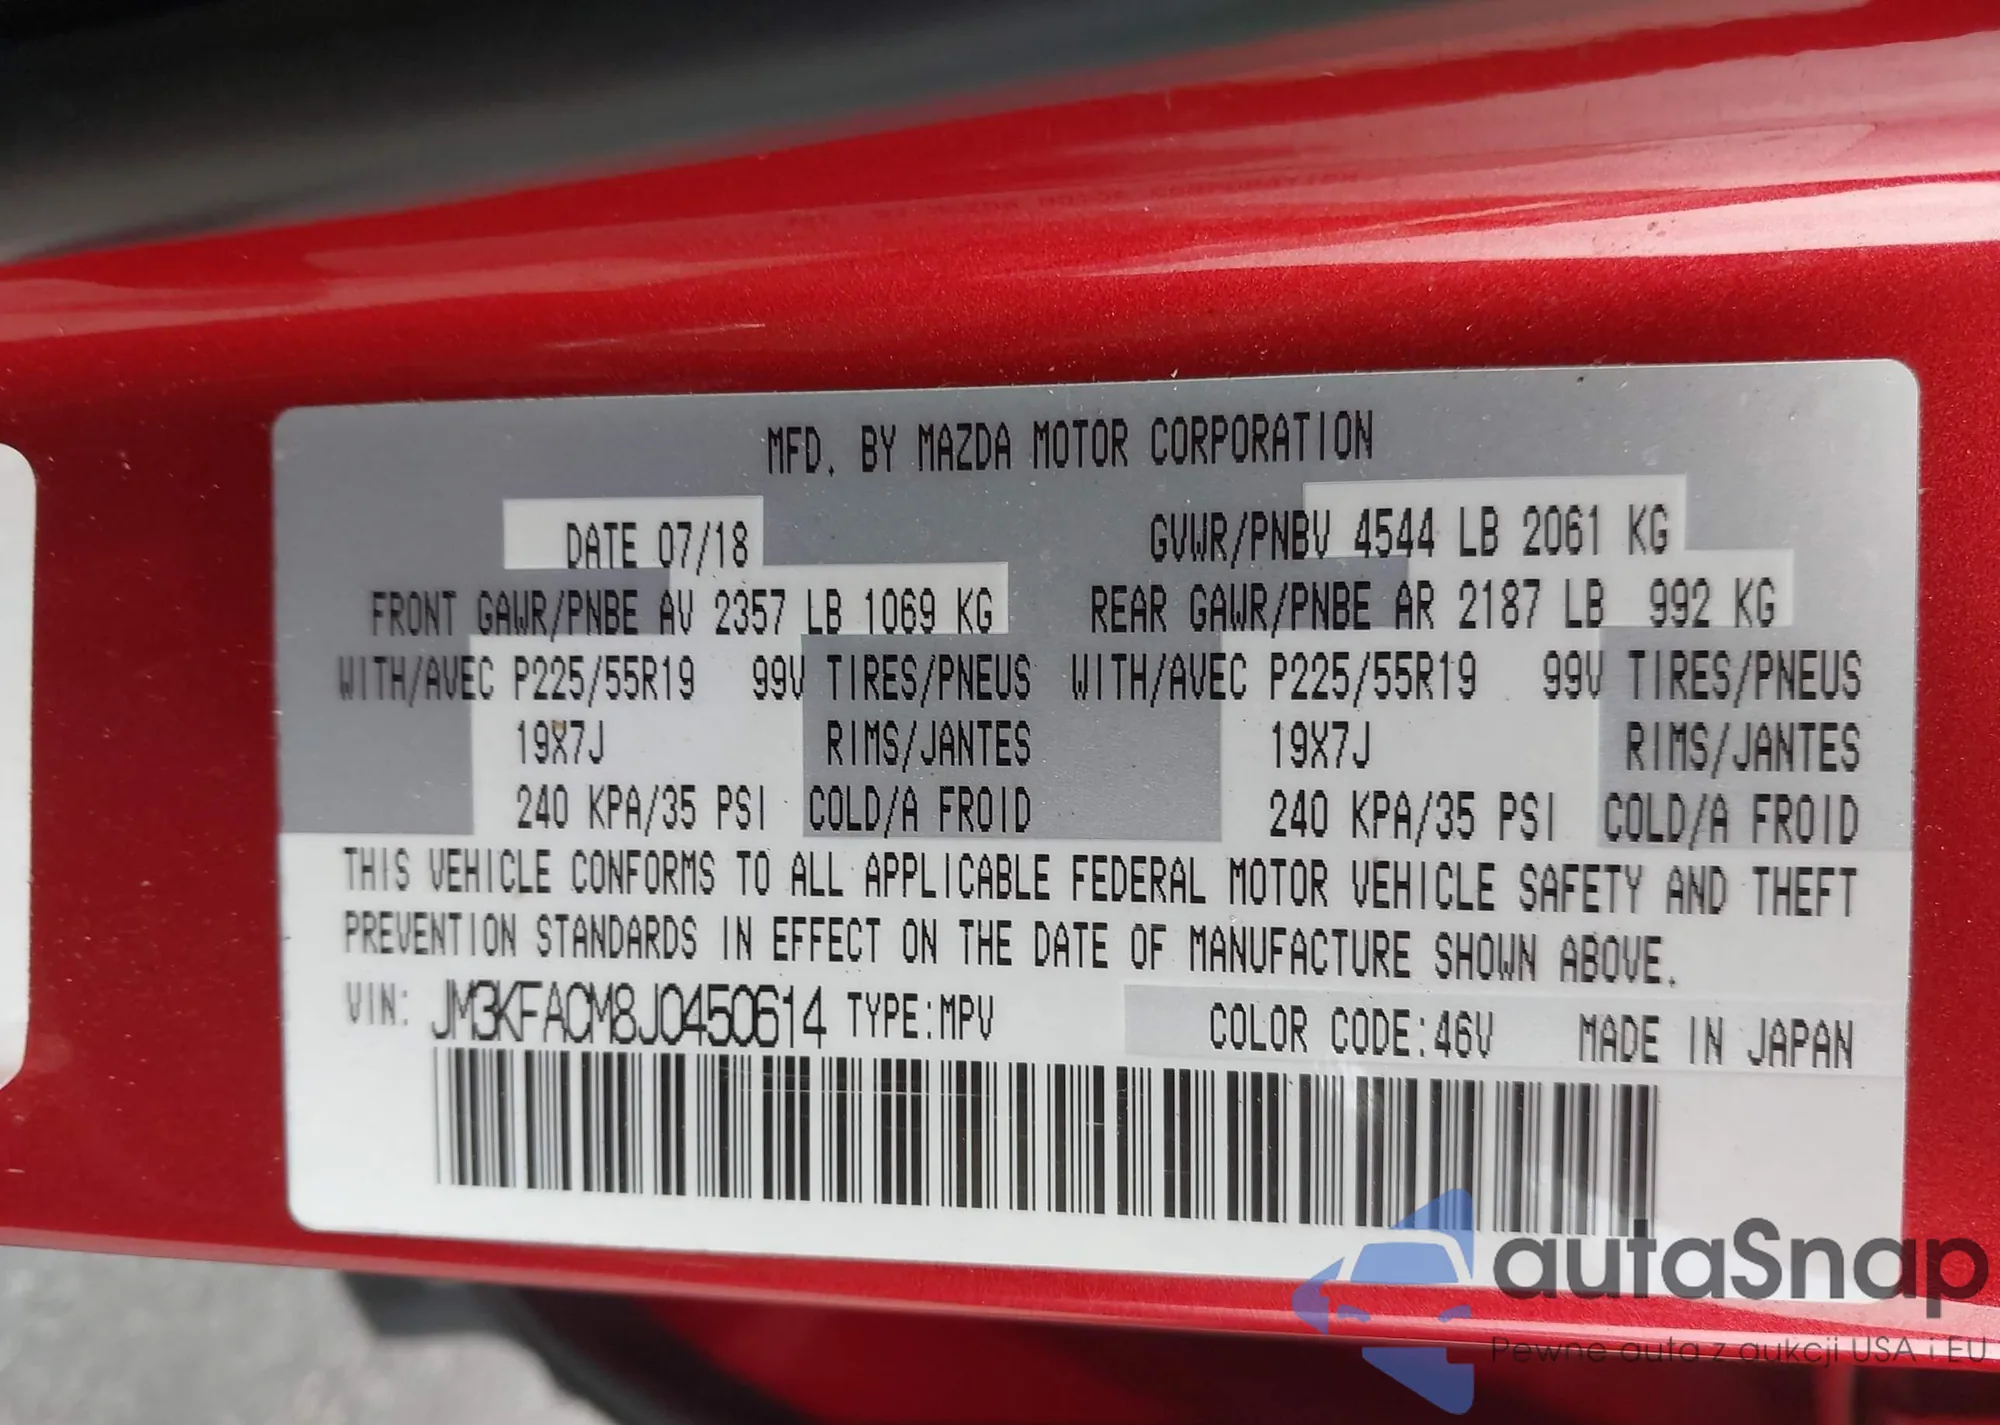 MFD. BY MAZDA MOTOR CORPORATION
DATE 07/18 GVWR/PNBV 4544 LB 2061 KG
FRONT GAWR/PNBE AV 2357 LB 1069 KG REAR GAWR/PNBE AR 2187 LB 992 KG
WITH/AVEC P225/55R19 99V TIRES/PNEUS WITH/AVEC P225/55R19 99V TIRES/PNEUS
19X7J RIMS/JANTES 19X7J RIMS/JANTES
240 KPA/35 PSI COLD/A FROID 240 KPA/35 PSI COLD/A FROID
THIS VEHICLE CONFORMS TO ALL APPLICABLE FEDERAL MOTOR VEHICLE SAFETY AND THEFT
PREVENTION STANDARDS IN EFFECT ON THE DATE OF MANUFACTURE SHOWN ABOVE.
VIN: JM3KFACM8J0450614 TYPE:MPV COLOR CODE:46V MADE IN JAPAN
autaSnap
Pewne auta z aukcji USA i EU